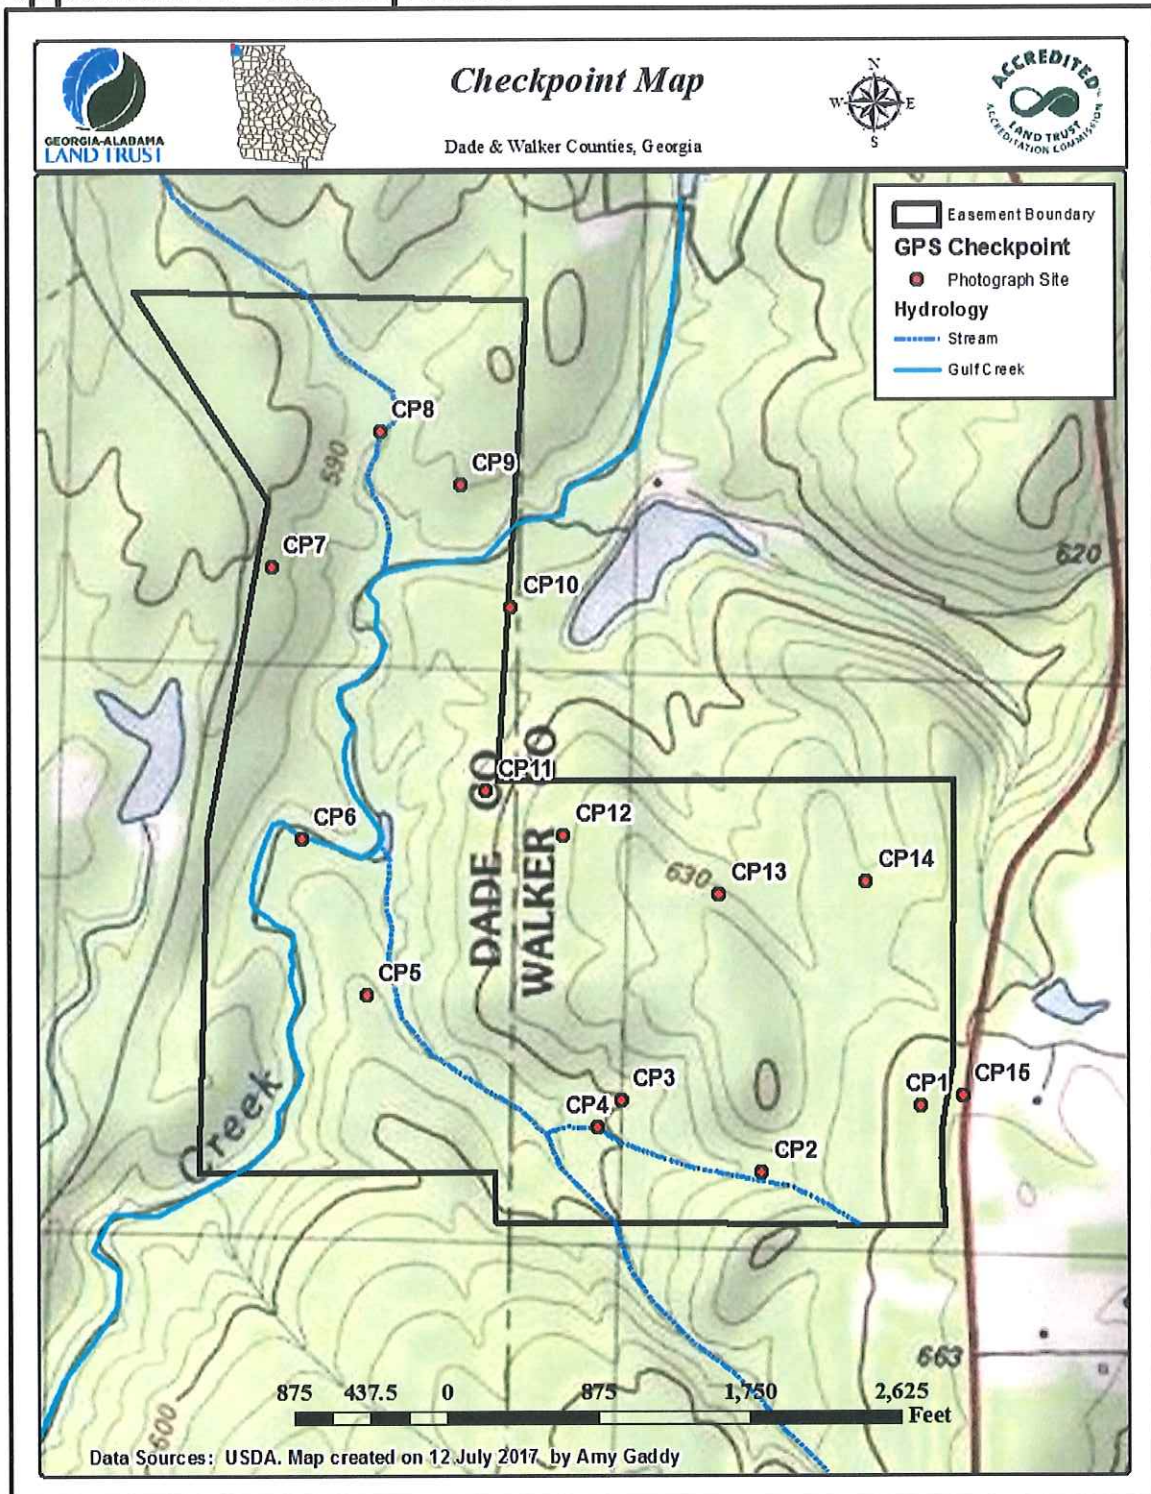 GEORGIA-ALABAMA
LAND TRUST
Checkpoint Map
Dade & Walker Counties, Georgia
N
W E
S
ACCREDITED
LAND TRUST
ACCREDITATION COMMISSION
Easement Boundary
GPS Checkpoint
Photograph Site
Hydrology
Stream
Gulf Creek
CP8
590
CP9
CP7
620
CP10
CO
CO
CP11
CP6
CP12
DADE
WALKER
630
CP13
CP14
CP5
CP3
CP1
CP15
CP4
Creek
CP2
663
875 437.5 0 875 1,750 2,625
Feet
600
Data Sources: USDA. Map created on 12 July 2017 by Amy Gaddy